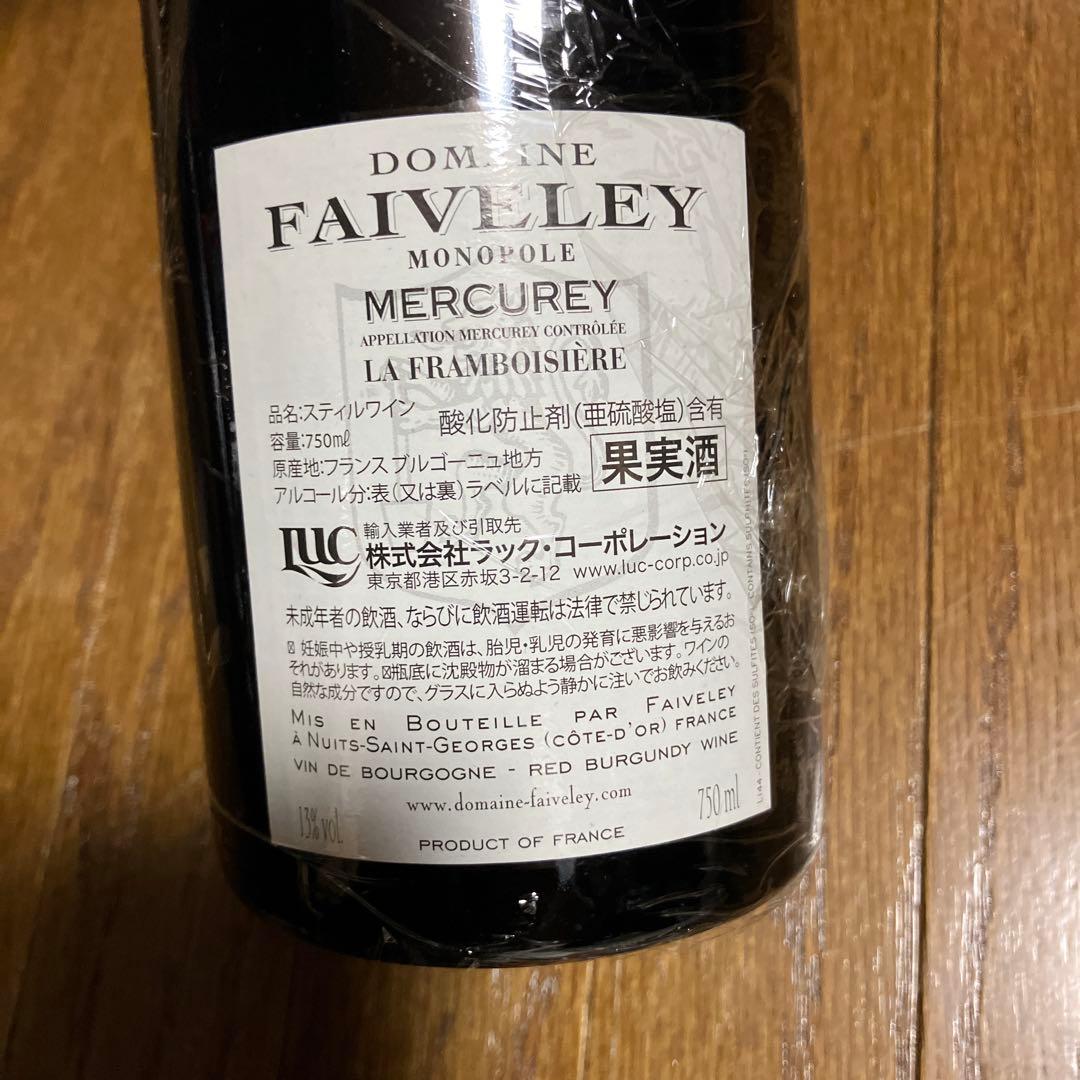 DOMAINE
FAIVELEY
MONOPOLE
MERCUREY
APPELLATION MERCUREY CONTRÔLÉE
LA FRAMBOISIÈRE
品名:スティルワイン
酸化防止剤(亜硫酸塩)含有
容量:750mℓ
原産地:フランス ブルゴーニュ地方
果実酒
アルコール分:表(又は裏)ラベルに記載
LUC
輸入業者及び引取先
株式会社ラック・コーポレーション
東京都港区赤坂3-2-12 www.luc-corp.co.jp
未成年者の飲酒、ならびに飲酒運転は法律で禁じられています。
妊娠中や授乳期の飲酒は、胎児・乳児の発育に悪影響を与えるお
それがあります。瓶底に沈殿物が溜まる場合がございます。ワインの
自然な成分ですので、グラスに入らぬよう静かに注いでお飲みください。
MIS EN BOUTEILLE PAR FAIVELEY
À NUITS-SAINT-GEORGES (CÔTE-D'OR) FRANCE
VIN DE BOURGOGNE - RED BURGUNDY WINE
www.domaine-faiveley.com
13% vol.
750 ml
PRODUCT OF FRANCE
L144 - CONTIENT DES SULFITES CONTAINS SULPHITES